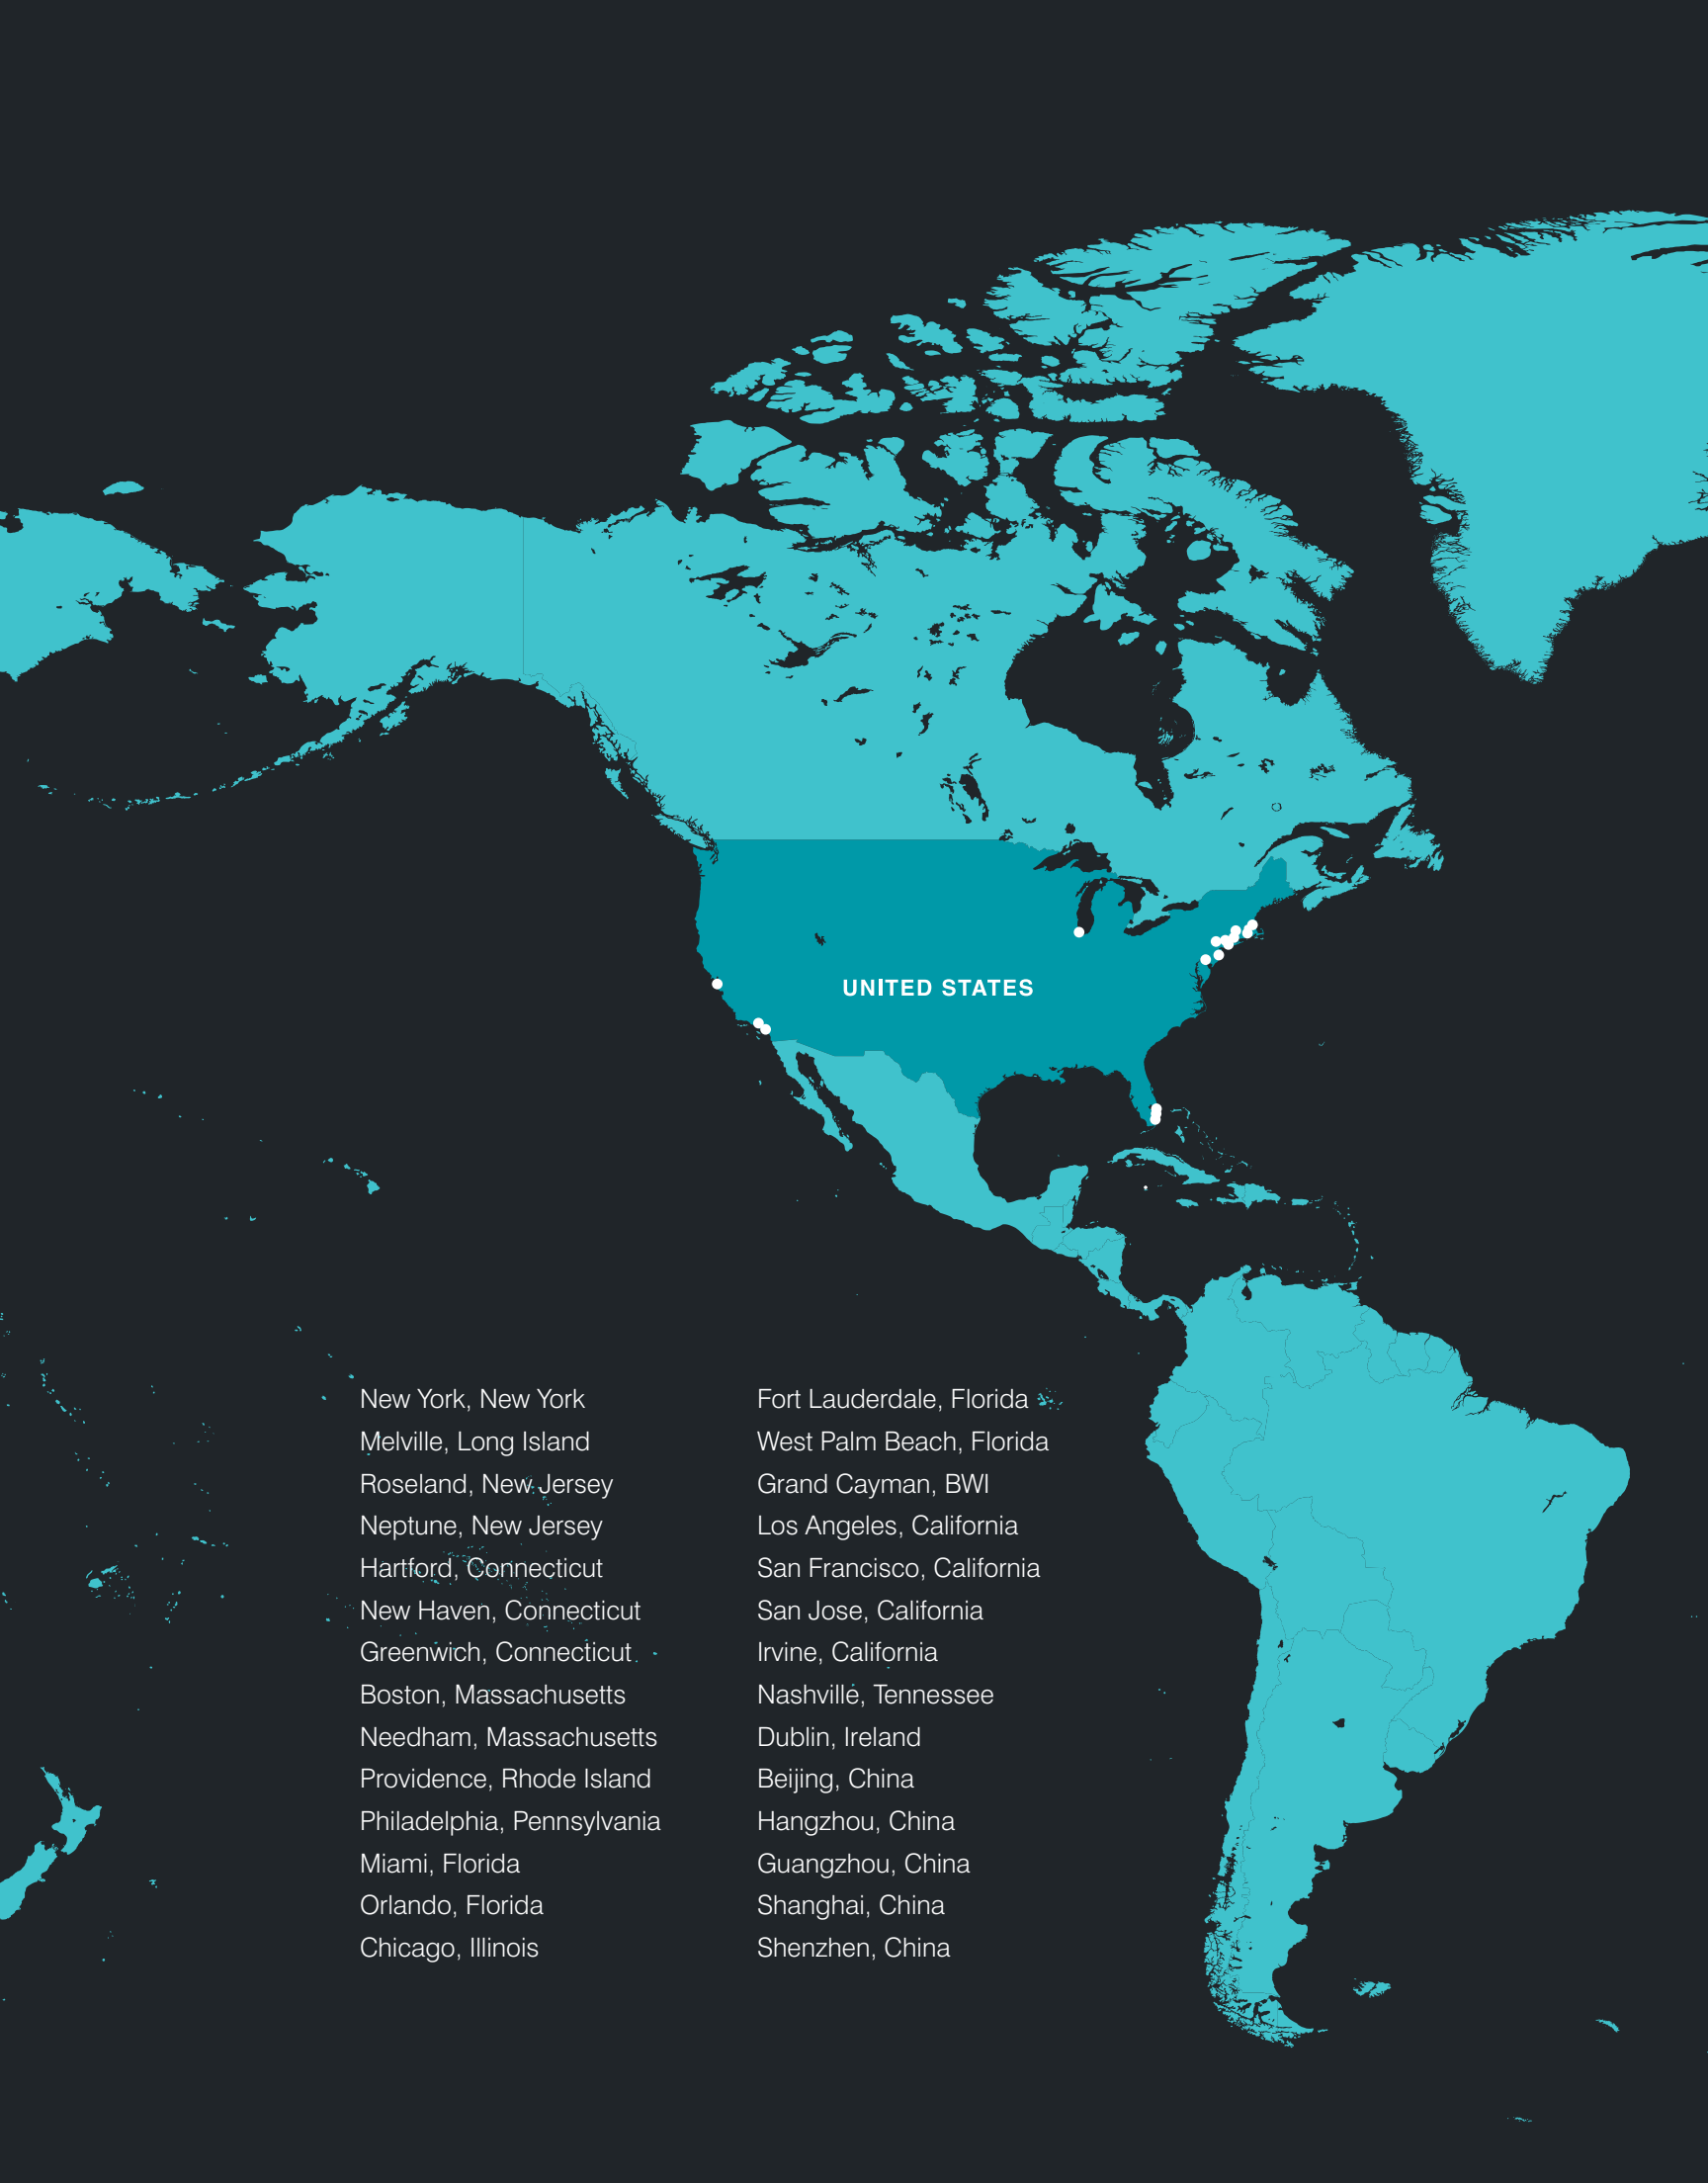 UNITED STATES
New York, New York
Melville, Long Island
Roseland, New Jersey
Neptune, New Jersey
Hartford, Connecticut
New Haven, Connecticut
Greenwich, Connecticut
Boston, Massachusetts
Needham, Massachusetts
Providence, Rhode Island
Philadelphia, Pennsylvania
Miami, Florida
Orlando, Florida
Chicago, Illinois
Fort Lauderdale, Florida
West Palm Beach, Florida
Grand Cayman, BWI
Los Angeles, California
San Francisco, California
San Jose, California
Irvine, California
Nashville, Tennessee
Dublin, Ireland
Beijing, China
Hangzhou, China
Guangzhou, China
Shanghai, China
Shenzhen, China